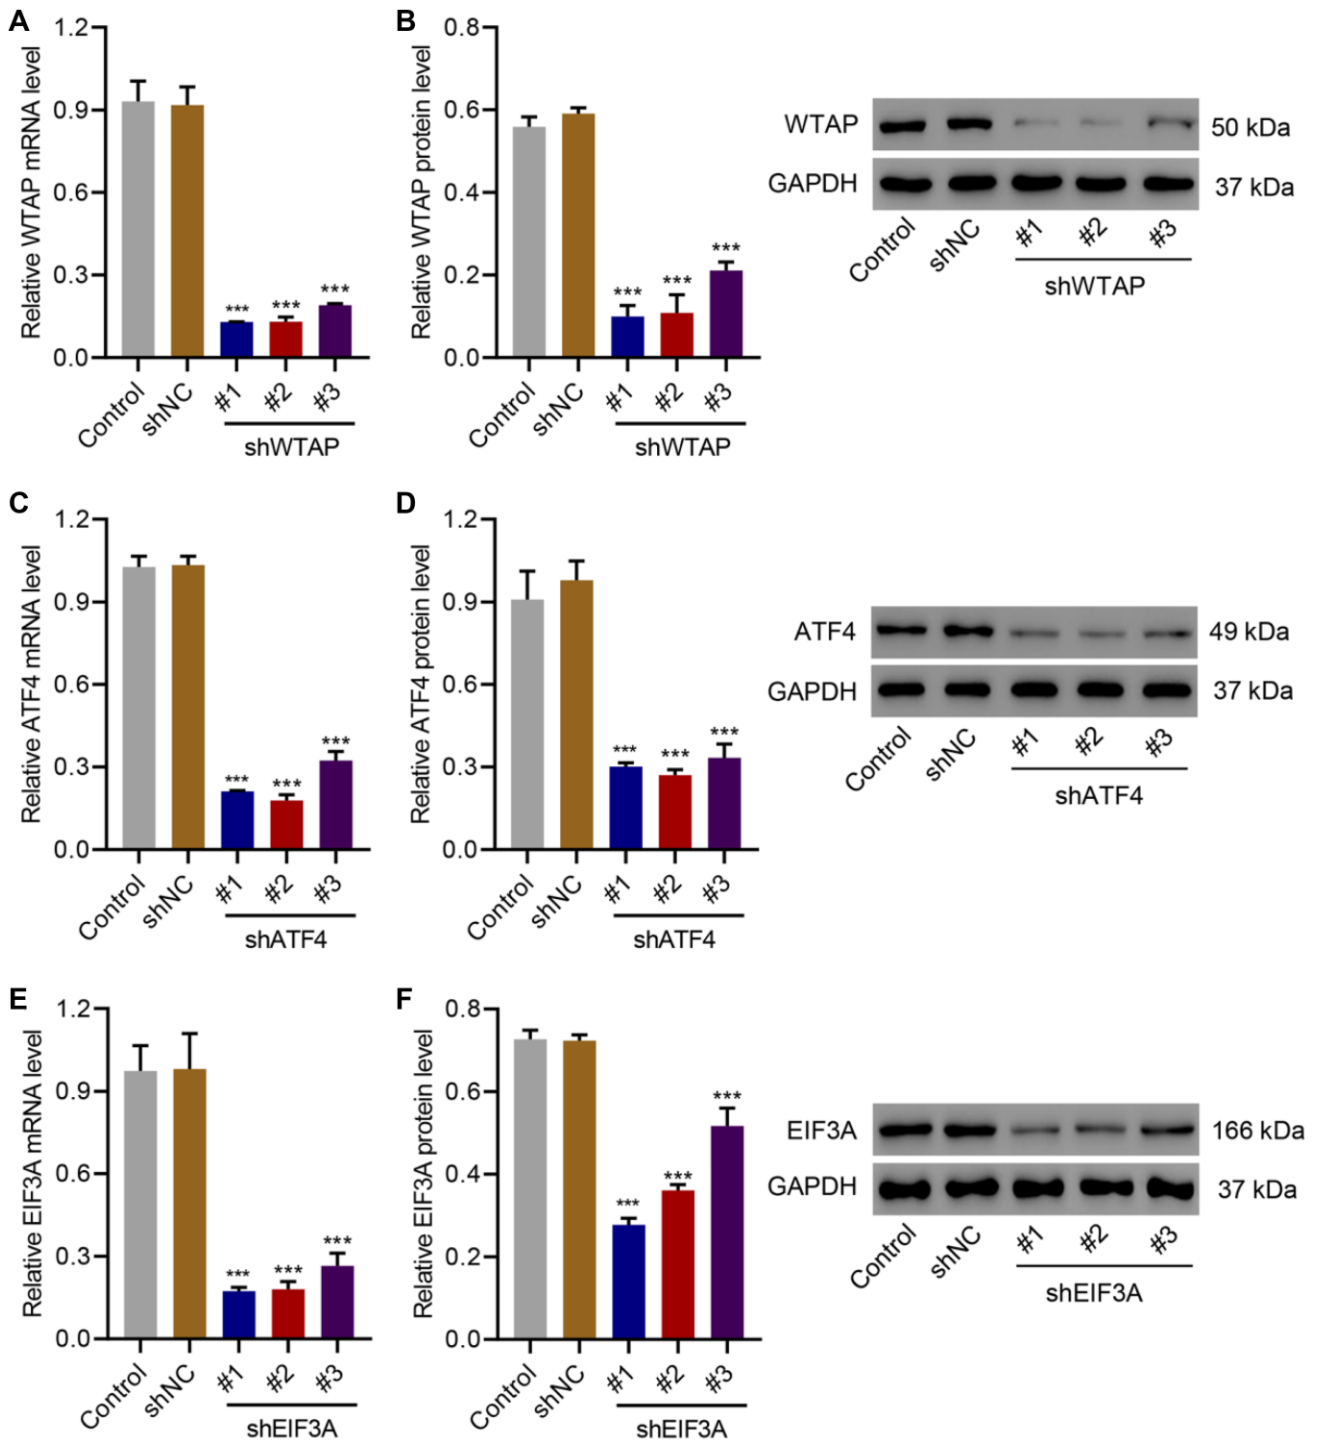 A
Relative WTAP mRNA level
1.2
0.9
0.6
0.3
0.0
*** *** ***
Control shNC #1 #2 #3
shWTAP
B
Relative WTAP protein level
0.8
0.6
0.4
0.2
0.0
*** *** ***
Control shNC #1 #2 #3
shWTAP
WTAP 50 kDa
GAPDH 37 kDa
Control shNC #1 #2 #3
shWTAP
C
Relative ATF4 mRNA level
1.2
0.9
0.6
0.3
0.0
*** *** ***
Control shNC #1 #2 #3
shATF4
D
Relative ATF4 protein level
1.2
0.9
0.6
0.3
0.0
*** *** ***
Control shNC #1 #2 #3
shATF4
ATF4 49 kDa
GAPDH 37 kDa
Control shNC #1 #2 #3
shATF4
E
Relative EIF3A mRNA level
1.2
0.9
0.6
0.3
0.0
*** *** ***
Control shNC #1 #2 #3
shEIF3A
F
Relative EIF3A protein level
0.8
0.6
0.4
0.2
0.0
*** *** ***
Control shNC #1 #2 #3
shEIF3A
EIF3A 166 kDa
GAPDH 37 kDa
Control shNC #1 #2 #3
shEIF3A